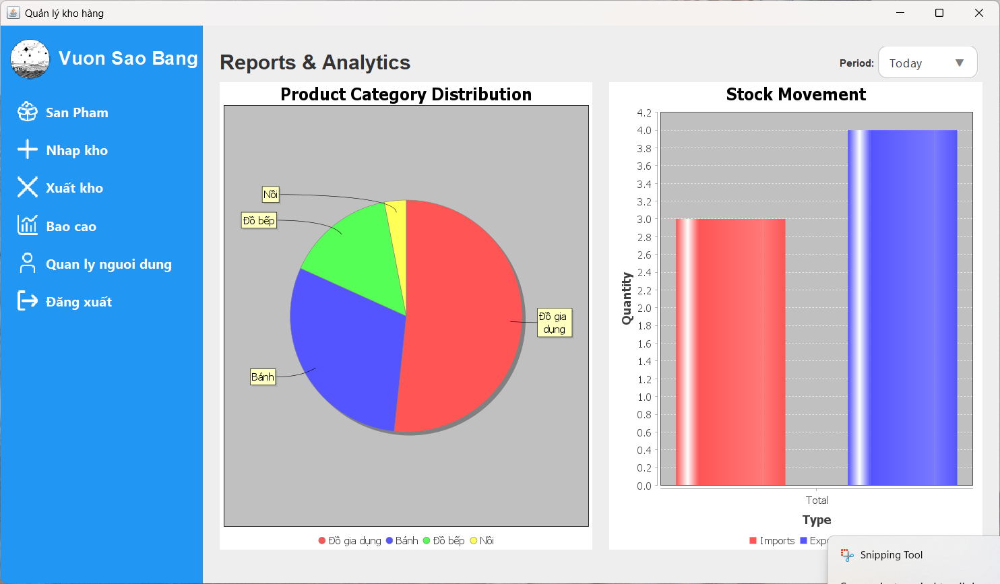 Quản lý kho hàng
Vuon Sao Bang
San Pham
Nhap kho
Xuất kho
Bao cao
Quan ly nguoi dung
Đăng xuất
Reports & Analytics
Period:
Today
Product Category Distribution
Nồi
Đồ bếp
Đồ gia
dụng
Bánh
Đồ gia dụng
Bánh
Đồ bếp
Nồi
Stock Movement
4.2
4.0
3.8
3.6
3.4
3.2
3.0
2.8
2.6
2.4
2.2
2.0
1.8
1.6
1.4
1.2
1.0
0.8
0.6
0.4
0.2
0.0
Quantity
Total
Type
Imports
Snipping Tool